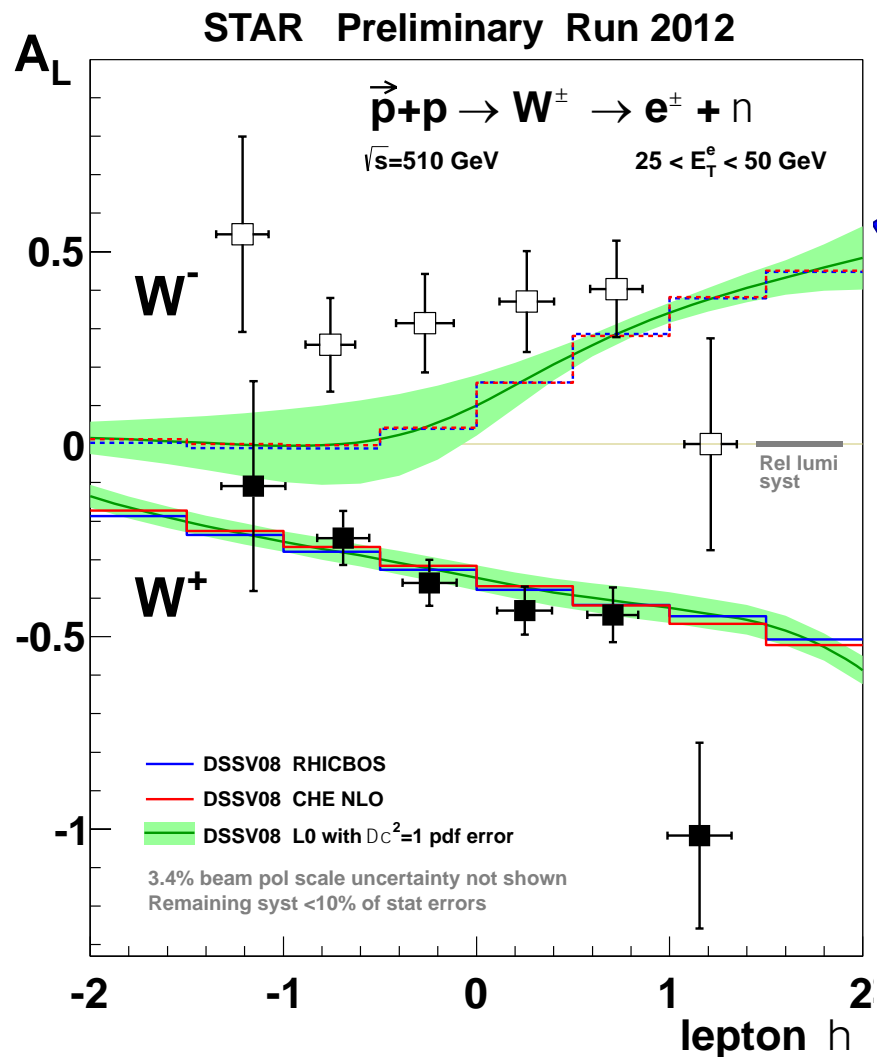 STAR Preliminary Run 2012
A_L
p+p → W± → e± + n
√s=510 GeV 25 < E_T^e < 50 GeV
0.5
W-
0
Rel lumi
syst
W+
-0.5
DSSV08 RHICBOS
DSSV08 CHE NLO
-1
DSSV08 L0 with Dc²=1 pdf error
3.4% beam pol scale uncertainty not shown
Remaining syst <10% of stat errors
-2 -1 0 1 2
lepton h